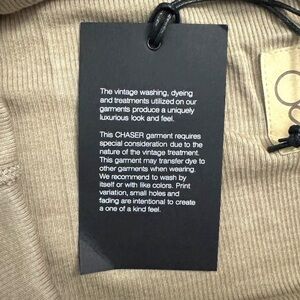 The vintage washing, dyeing
and treatments utilized on our
garments produce a uniquely
luxurious look and feel.
This CHASER garment requires
special consideration due to the
nature of the vintage treatment.
This garment may transfer dye to
other garments when wearing.
We recommend to wash by
itself or with like colors. Print
variation, small holes and
fading are intentional to create
a one of a kind feel.